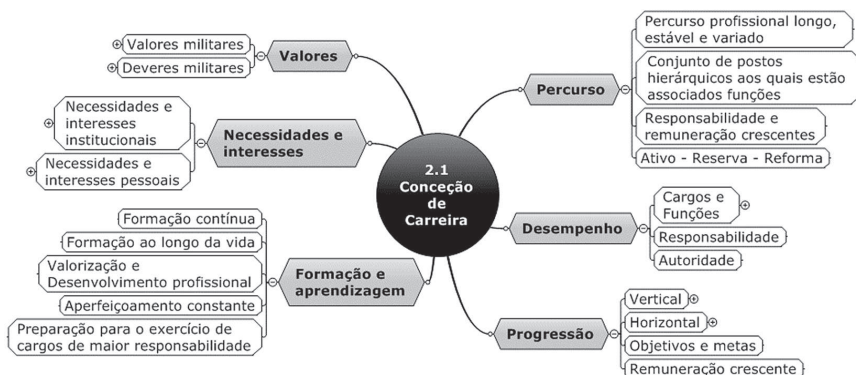 2.1
Conceção
de
Carreira
Valores
Valores militares
Deveres militares
Necessidades e
interesses
Necessidades e
interesses
institucionais
Necessidades e
interesses pessoais
Formação e
aprendizagem
Formação contínua
Formação ao longo da vida
Valorização e
Desenvolvimento profissional
Aperfeiçoamento constante
Preparação para o exercício de
cargos de maior responsabilidade
Percurso
Percurso profissional longo,
estável e variado
Conjunto de postos
hierárquicos aos quais estão
associados funções
Responsabilidade e
remuneração crescentes
Ativo - Reserva - Reforma
Desempenho
Cargos e
Funções
Responsabilidade
Autoridade
Progressão
Vertical
Horizontal
Objetivos e metas
Remuneração crescente